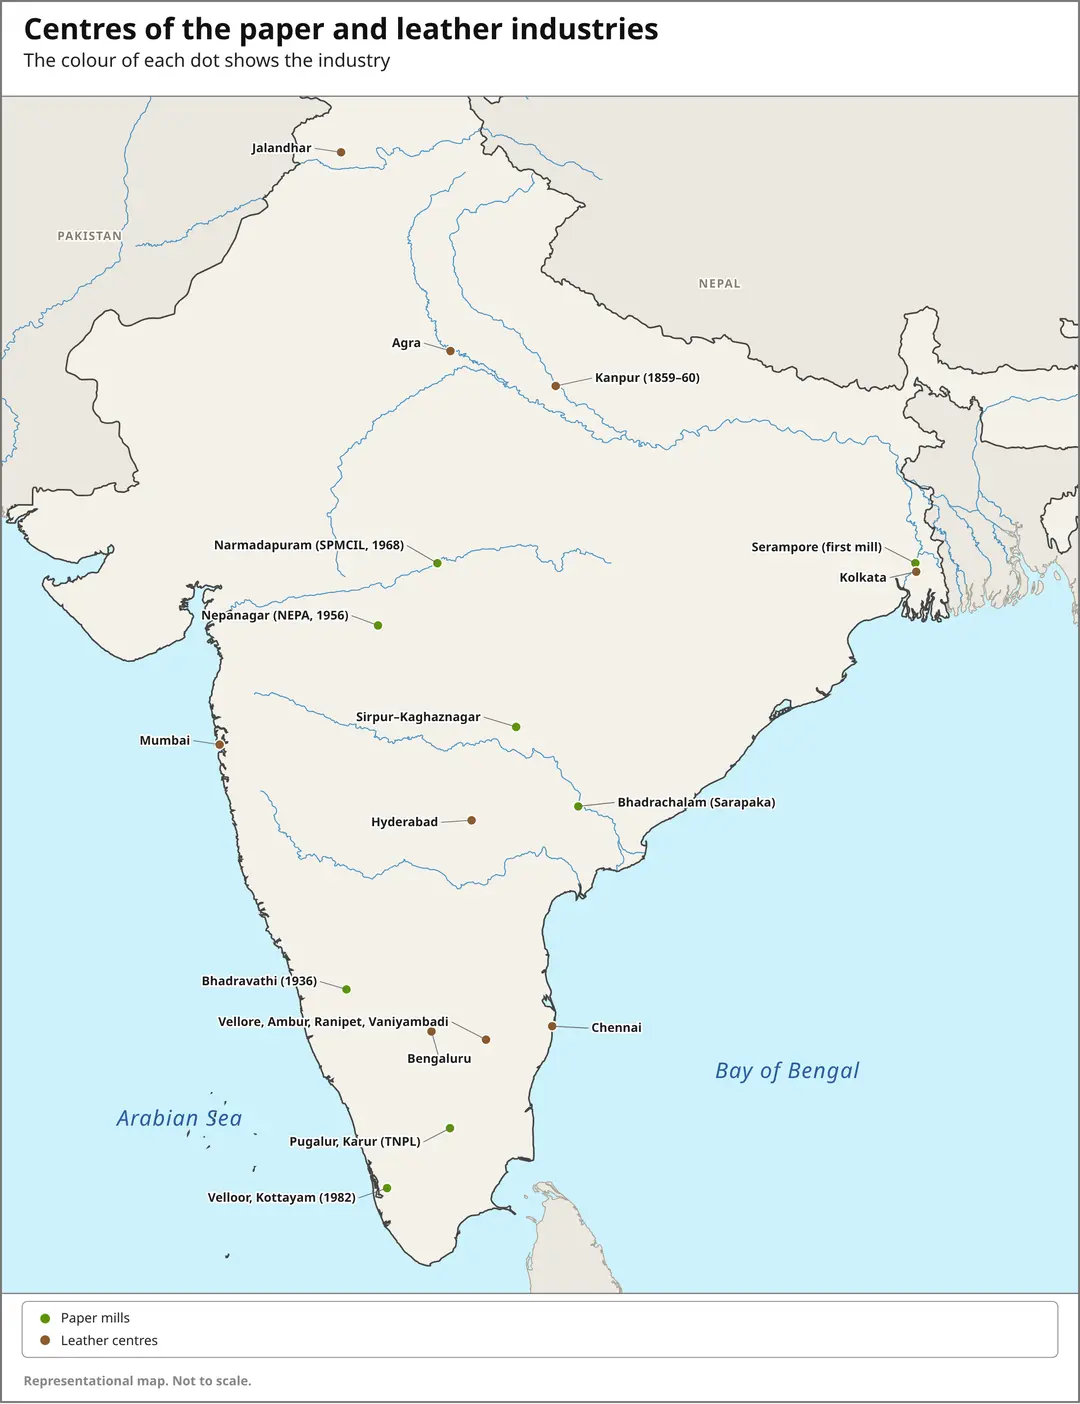 Centres of the paper and leather industries
The colour of each dot shows the industry
Jalandhar
PAKISTAN
NEPAL
Agra
Kanpur (1859–60)
Narmadapuram (SPMCIL, 1968)
Serampore (first mill)
Kolkata
Nepanagar (NEPA, 1956)
Sirpur–Kaghaznagar
Mumbai
Bhadrachalam (Sarapaka)
Hyderabad
Bhadravathi (1936)
Vellore, Ambur, Ranipet, Vaniyambadi
Chennai
Bengaluru
Bay of Bengal
Arabian Sea
Pugalur, Karur (TNPL)
Velloor, Kottayam (1982)
Paper mills
Leather centres
Representational map. Not to scale.